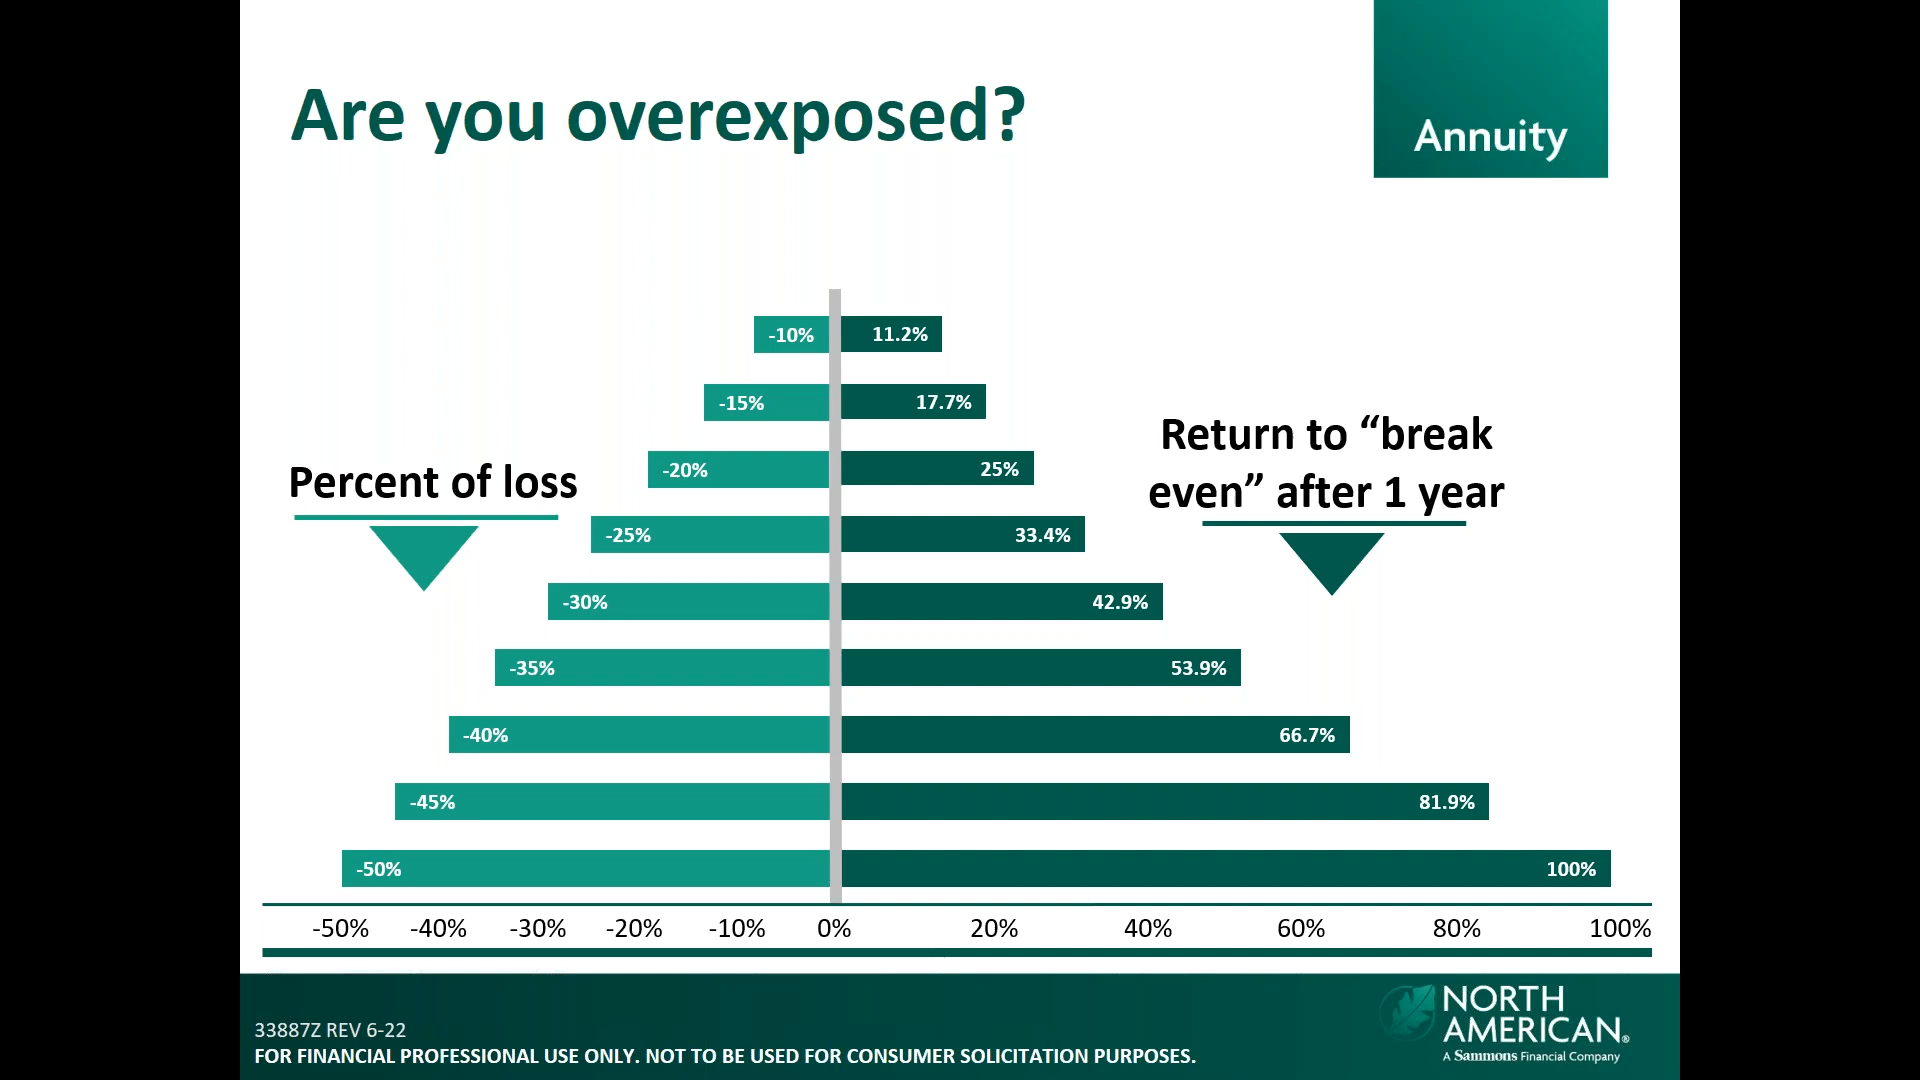 Are you overexposed?
Annuity
-10% 11.2%
-15% 17.7%
Return to “break
even” after 1 year
Percent of loss
-20% 25%
-25% 33.4%
-30% 42.9%
-35% 53.9%
-40% 66.7%
-45% 81.9%
-50% 100%
-50% -40% -30% -20% -10% 0% 20% 40% 60% 80% 100%
33887Z REV 6-22
FOR FINANCIAL PROFESSIONAL USE ONLY. NOT TO BE USED FOR CONSUMER SOLICITATION PURPOSES.
NORTH
AMERICAN®
A Sammons Financial Company